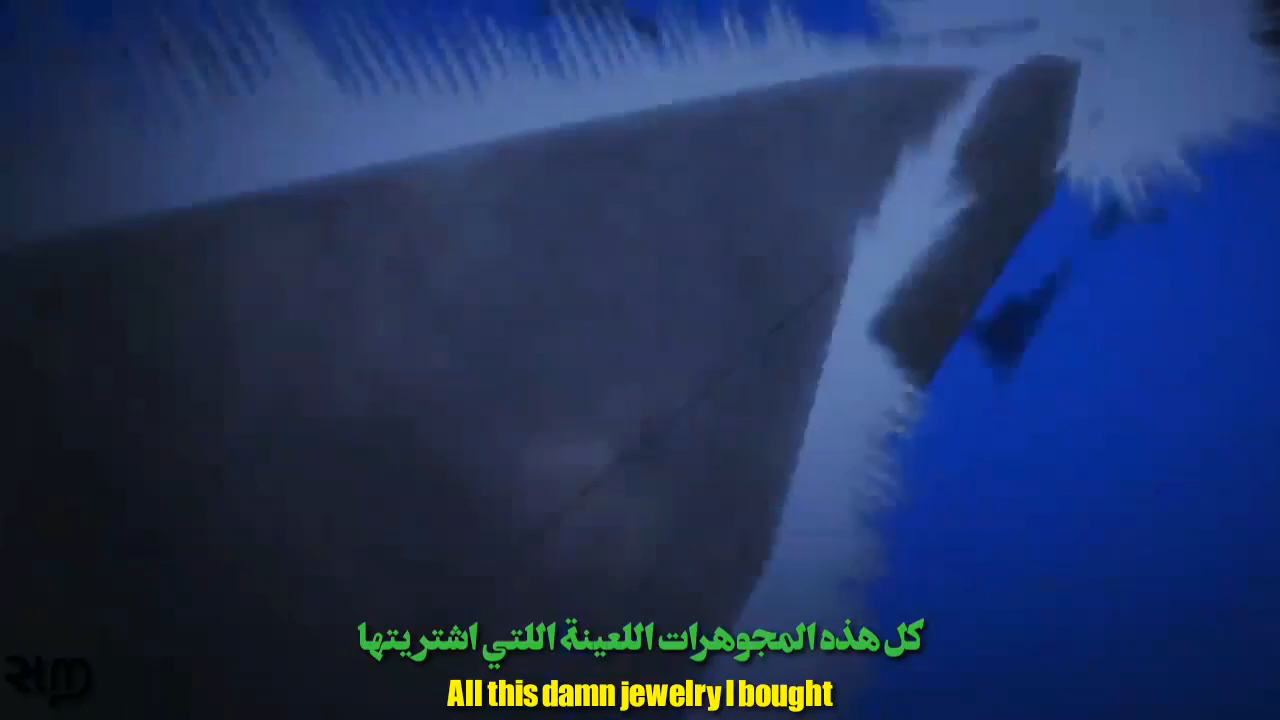 كل هذه المجوهرات اللعينة اللتي اشتريتها
All this damn jewelry I bought